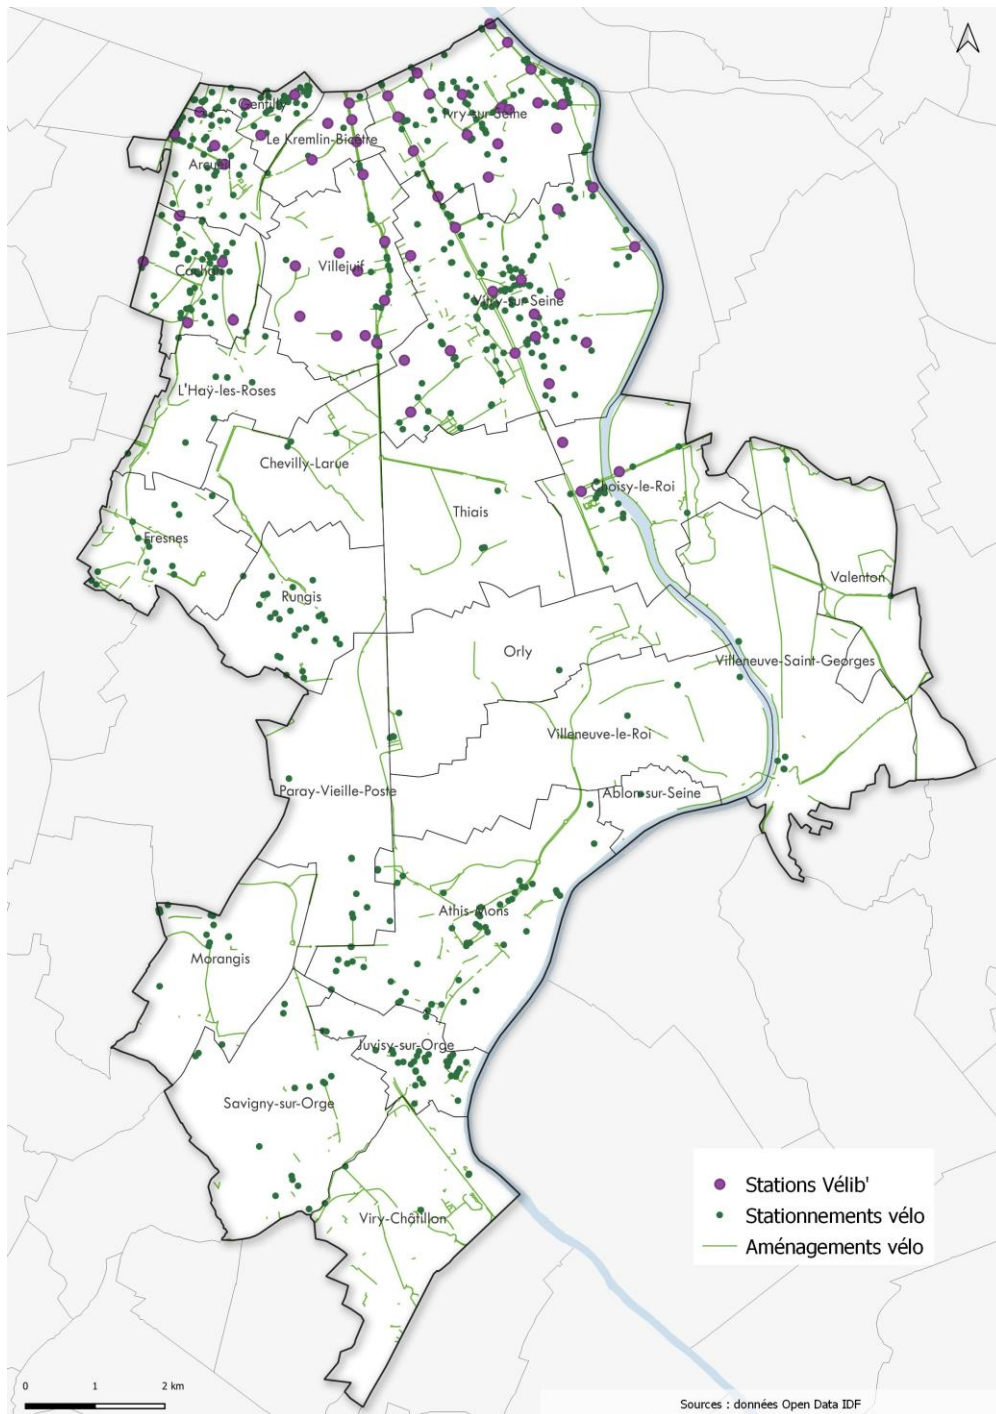 Gentilly
Ivry-sur-Seine
Le Kremlin-Bicêtre
Arcueil
Cachan
Villejuif
Vitry-sur-Seine
L'Haÿ-les-Roses
Chevilly-Larue
Choisy-le-Roi
Thiais
Fresnes
Valenton
Rungis
Orly
Villeneuve-Saint-Georges
Villeneuve-le-Roi
Paray-Vieille-Poste
Ablon-sur-Seine
Athis-Mons
Morangis
Juvisy-sur-Orge
Savigny-sur-Orge
Viry-Châtillon
Stations Vélib'
Stationnements vélo
Aménagements vélo
0 1 2 km
Sources : données Open Data IDF